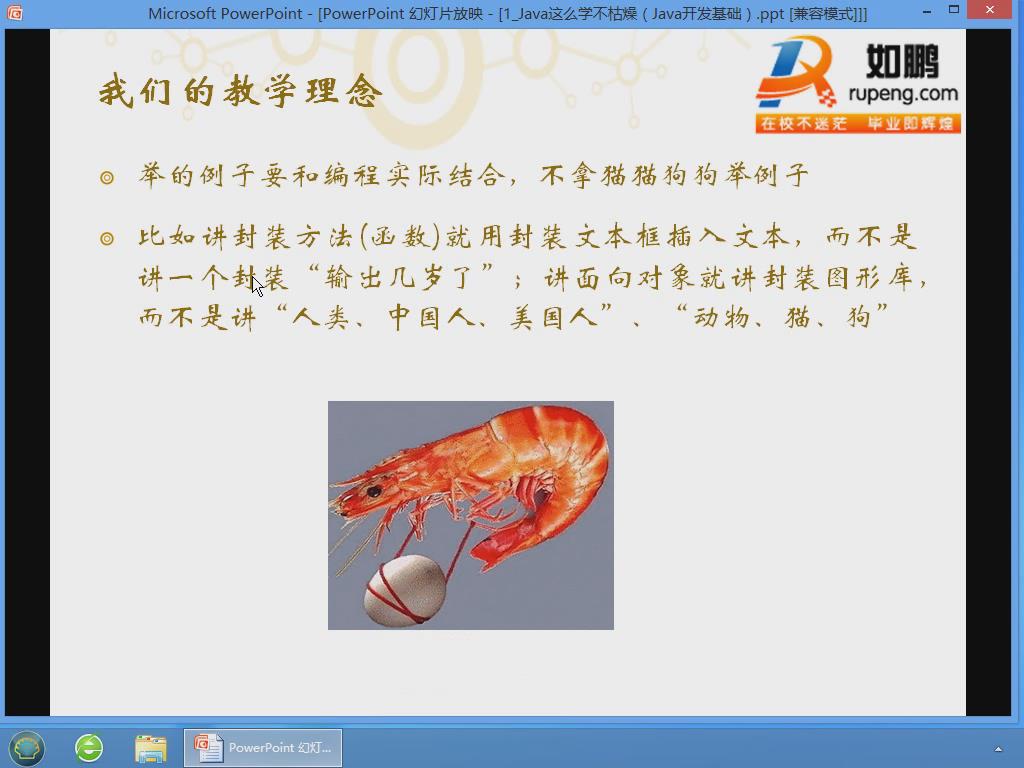 Microsoft PowerPoint - [PowerPoint 幻灯片放映 - [1_Java这么学不枯燥（Java开发基础）.ppt [兼容模式]]]
如鹏
rupeng.com
在校不迷茫 毕业即辉煌
我们的教学理念
举的例子要和编程实际结合，不拿猫猫狗狗举例子
比如讲封装方法(函数)就用封装文本框插入文本，而不是
讲一个封装“输出几岁了”；讲面向对象就讲封装图形库，
而不是讲“人类、中国人、美国人”、“动物、猫、狗”
PowerPoint 幻灯...